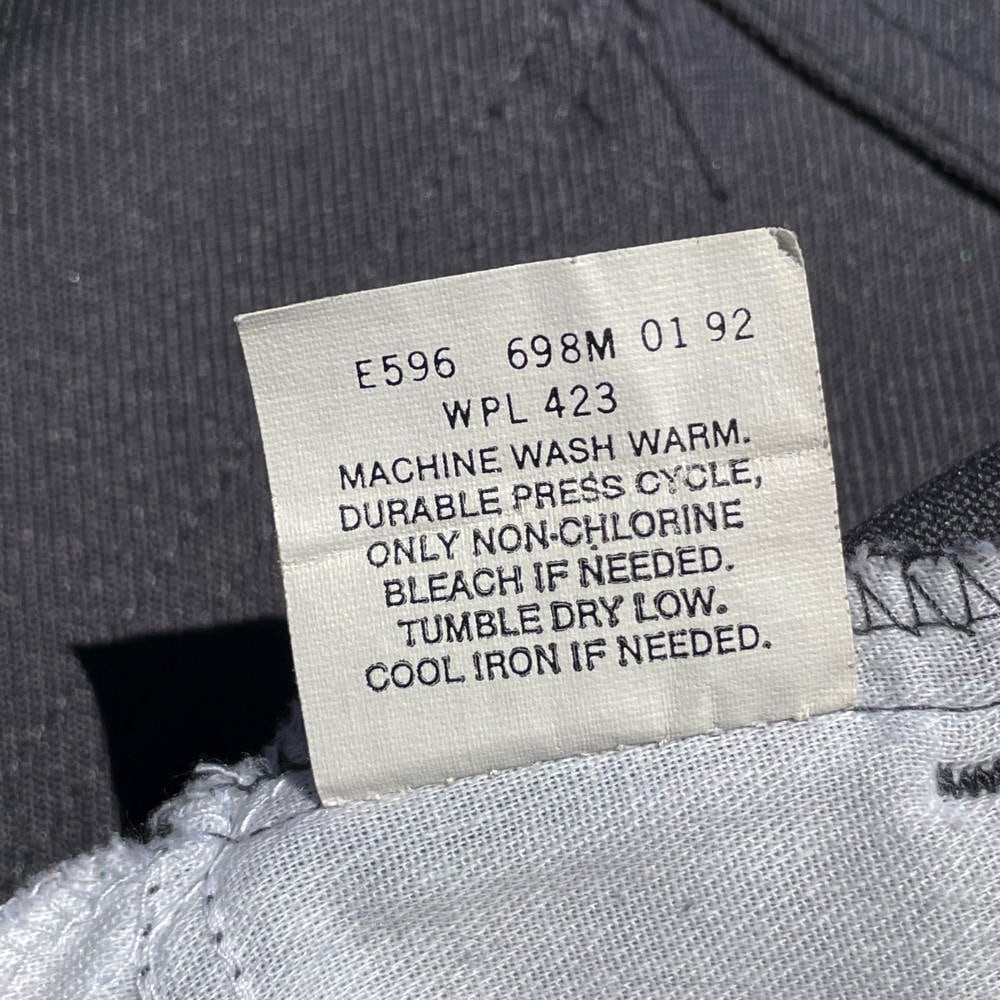 E596 698M 01 92
WPL 423
MACHINE WASH WARM.
DURABLE PRESS CYCLE,
ONLY NON-CHLORINE
BLEACH IF NEEDED.
TUMBLE DRY LOW.
COOL IRON IF NEEDED.